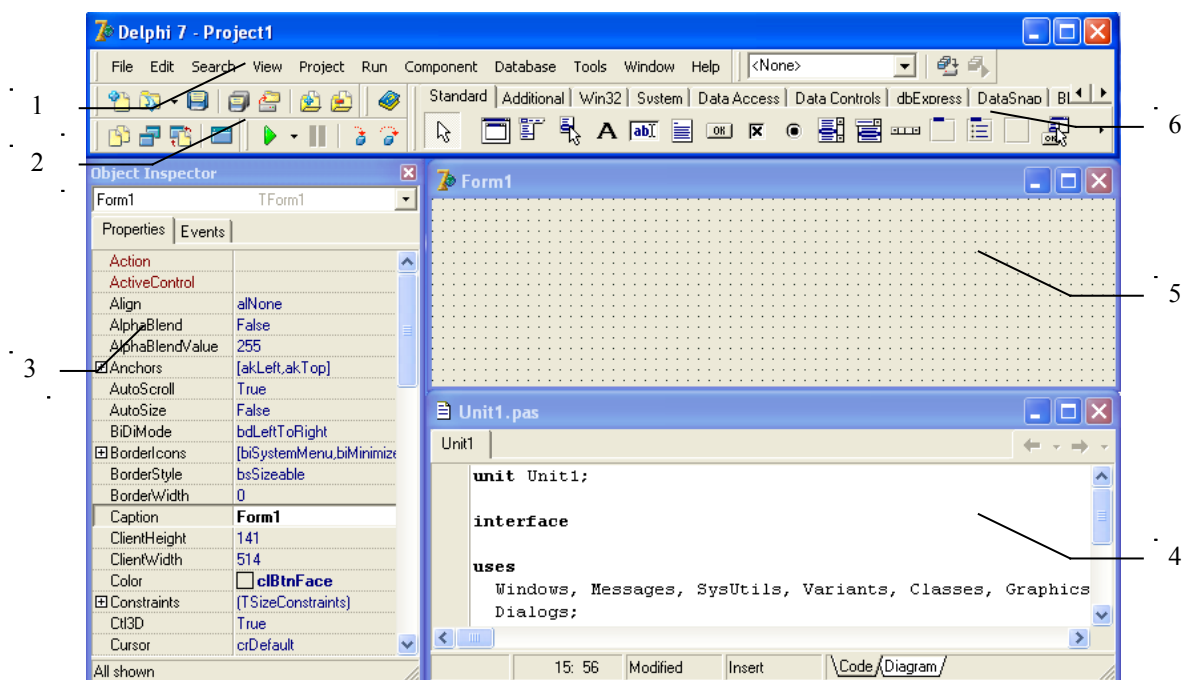 Delphi 7 - Project1
File Edit Search View Project Run Component Database Tools Window Help <None>
Standard Additional Win32 System Data Access Data Controls dbExpress DataSnap
1
2
6
Object Inspector
Form1 TForm1
Properties Events
Action
ActiveControl
Align alNone
AlphaBlend False
AlphaBlendValue 255
Anchors [akLeft,akTop]
AutoScroll True
AutoSize False
BiDiMode bdLeftToRight
BorderIcons [biSystemMenu,biMinimize
BorderStyle bsSizeable
BorderWidth 0
Caption Form1
ClientHeight 141
ClientWidth 514
Color clBtnFace
Constraints (TSizeConstraints)
Ctl3D True
Cursor crDefault
All shown
3
Form1
5
Unit1.pas
Unit1
unit Unit1;
interface
uses
Windows, Messages, SysUtils, Variants, Classes, Graphics
Dialogs;
4
15: 56 Modified Insert Code Diagram